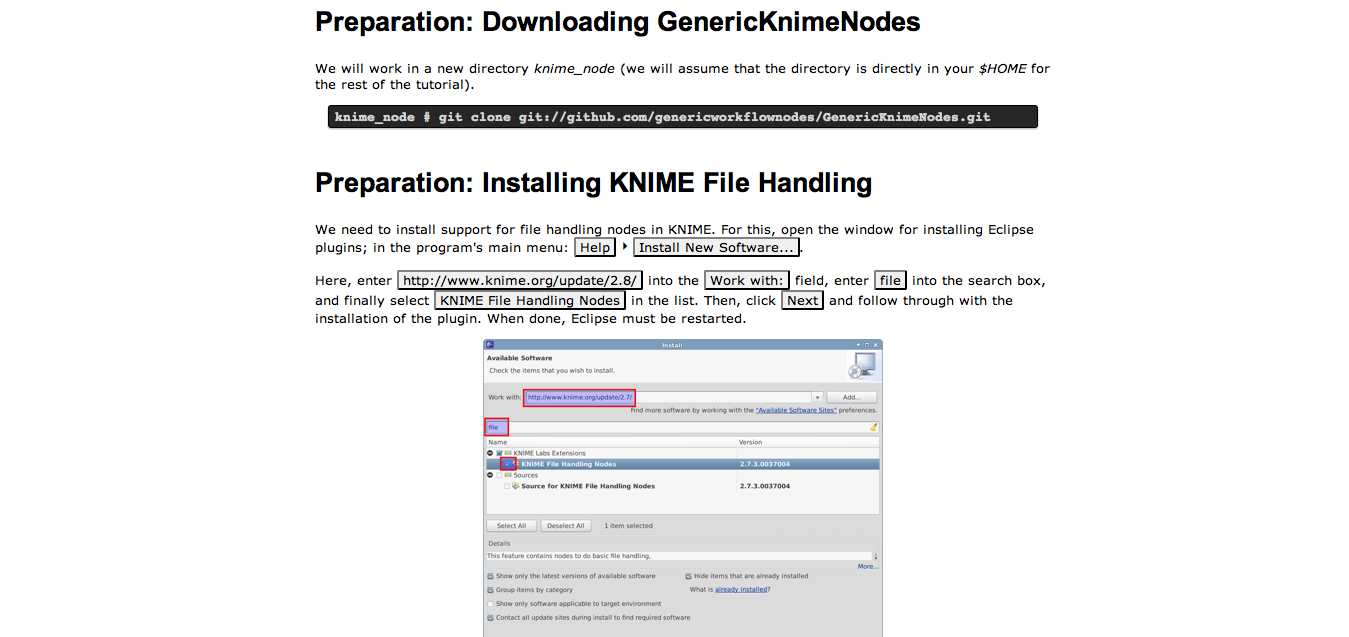 Preparation: Downloading GenericKnimeNodes
We will work in a new directory knime_node (we will assume that the directory is directly in your $HOME for
the rest of the tutorial).
knime_node # git clone git://github.com/genericworkflownodes/GenericKnimeNodes.git
Preparation: Installing KNIME File Handling
We need to install support for file handling nodes in KNIME. For this, open the window for installing Eclipse
plugins; in the program's main menu: Help ‣ Install New Software... .
Here, enter http://www.knime.org/update/2.8/ into the Work with: field, enter file into the search box,
and finally select KNIME File Handling Nodes in the list. Then, click Next and follow through with the
installation of the plugin. When done, Eclipse must be restarted.
Install
Available Software
Check the items that you wish to install.
Work with: http://www.knime.org/update/2.7/ Add...
Find more software by working with the "Available Software Sites" preferences.
file
Name Version
KNIME Labs Extensions
KNIME File Handling Nodes 2.7.3.0037004
Sources
Source for KNIME File Handling Nodes 2.7.3.0037004
Select All Deselect All 1 item selected
Details
This feature contains nodes to do basic file handling,
More...
Show only the latest versions of available software Hide items that are already installed
Group items by category What is already installed?
Show only software applicable to target environment
Contact all update sites during install to find required software